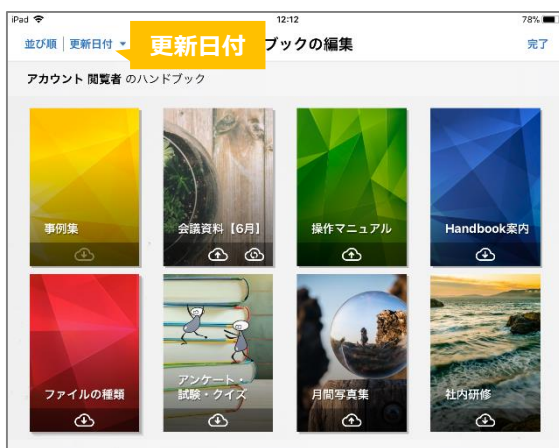 iPad 12:12 78%
並び順 | 更新日付 ▼ 更新日付 ブックの編集 完了
アカウント 閲覧者 のハンドブック
事例集 会議資料【6月】 操作マニュアル Handbook案内
ファイルの種類 アンケート・
試験・クイズ 月間写真集 社内研修